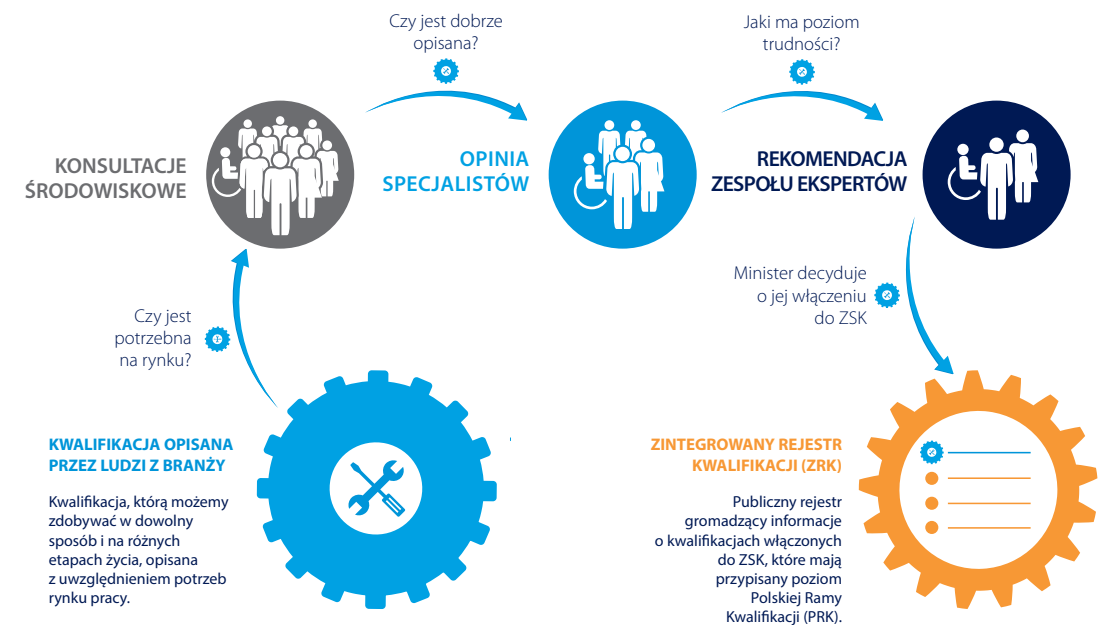 Czy jest dobrze
opisana?
Jaki ma poziom
trudności?
KONSULTACJE
ŚRODOWISKOWE
OPINIA
SPECJALISTÓW
REKOMENDACJA
ZESPOŁU EKSPERTÓW
Czy jest
potrzebna
na rynku?
Minister decyduje
o jej włączeniu
do ZSK
KWALIFIKACJA OPISANA
PRZEZ LUDZI Z BRANŻY
Kwalifikacja, którą możemy
zdobywać w dowolny
sposób i na różnych
etapach życia, opisana
z uwzględnieniem potrzeb
rynku pracy.
ZINTEGROWANY REJESTR
KWALIFIKACJI (ZRK)
Publiczny rejestr
gromadzący informacje
o kwalifikacjach włączonych
do ZSK, które mają
przypisany poziom
Polskiej Ramy
Kwalifikacji (PRK).